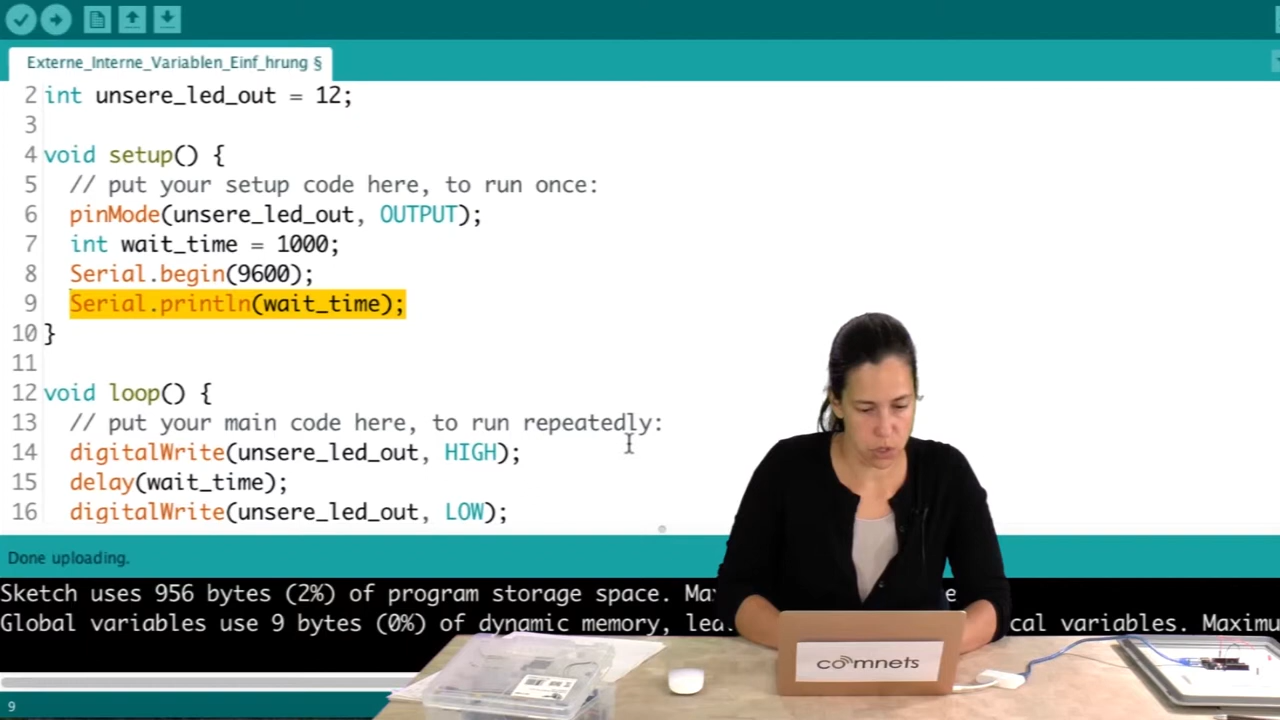 Externe_Interne_Variablen_Einf_hrung §
2 int unsere_led_out = 12;
3
4 void setup() {
5 // put your setup code here, to run once:
6 pinMode(unsere_led_out, OUTPUT);
7 int wait_time = 1000;
8 Serial.begin(9600);
9 Serial.println(wait_time);
10 }
11
12 void loop() {
13 // put your main code here, to run repeatedly:
14 digitalWrite(unsere_led_out, HIGH);
15 delay(wait_time);
16 digitalWrite(unsere_led_out, LOW);
Done uploading.
Sketch uses 956 bytes (2%) of program storage space.
Global variables use 9 bytes (0%) of dynamic memory, variables.
comnets
9